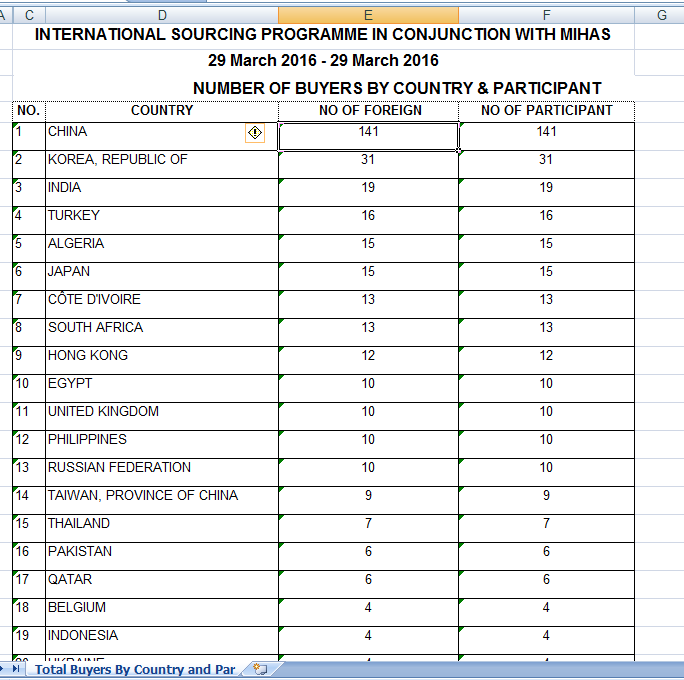 C D E F G
INTERNATIONAL SOURCING PROGRAMME IN CONJUNCTION WITH MIHAS
29 March 2016 - 29 March 2016
NUMBER OF BUYERS BY COUNTRY & PARTICIPANT
NO. COUNTRY NO OF FOREIGN NO OF PARTICIPANT
1 CHINA 141 141
2 KOREA, REPUBLIC OF 31 31
3 INDIA 19 19
4 TURKEY 16 16
5 ALGERIA 15 15
6 JAPAN 15 15
7 CÔTE D'IVOIRE 13 13
8 SOUTH AFRICA 13 13
9 HONG KONG 12 12
10 EGYPT 10 10
11 UNITED KINGDOM 10 10
12 PHILIPPINES 10 10
13 RUSSIAN FEDERATION 10 10
14 TAIWAN, PROVINCE OF CHINA 9 9
15 THAILAND 7 7
16 PAKISTAN 6 6
17 QATAR 6 6
18 BELGIUM 4 4
19 INDONESIA 4 4
Total Buyers By Country and Par